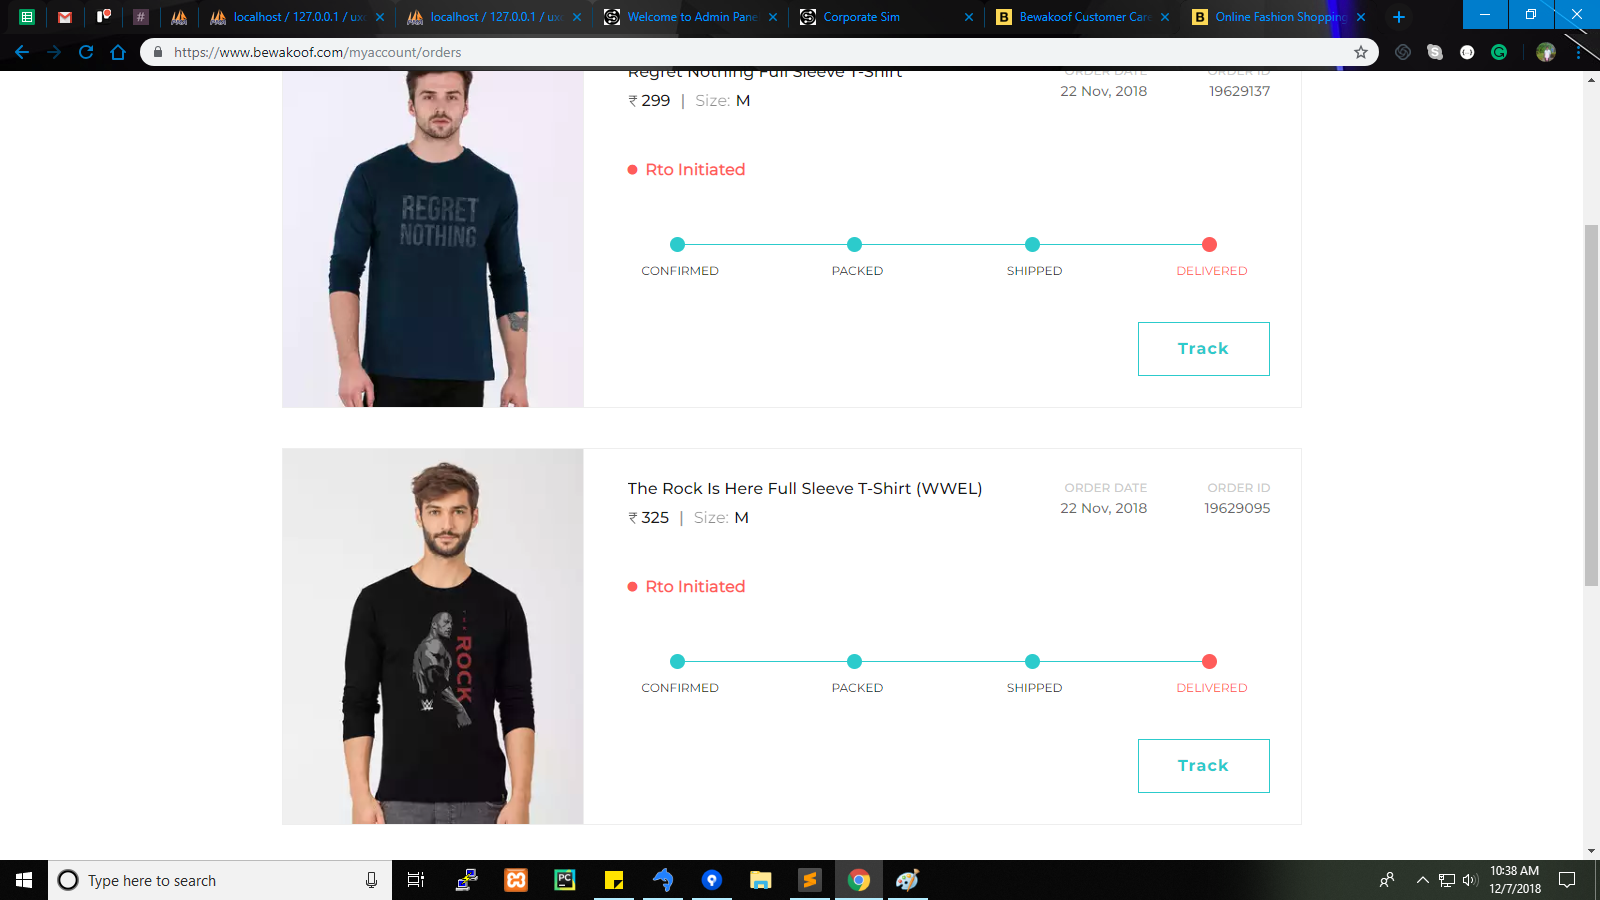 localhost / 127.0.0.1 / ux
localhost / 127.0.0.1 / ux
Welcome to Admin Pane
Corporate Sim
Bewakoof Customer Car
Online Fashion Shopping
https://www.bewakoof.com/myaccount/orders
Regret Nothing Full Sleeve T-Shirt
ORDER DATE
ORDER ID
₹ 299 | Size: M
22 Nov, 2018
19629137
Rto Initiated
REGRET
NOTHING
CONFIRMED
PACKED
SHIPPED
DELIVERED
Track
The Rock Is Here Full Sleeve T-Shirt (WWEL)
ORDER DATE
ORDER ID
₹ 325 | Size: M
22 Nov, 2018
19629095
Rto Initiated
THE ROCK
CONFIRMED
PACKED
SHIPPED
DELIVERED
Track
Type here to search
10:38 AM
12/7/2018